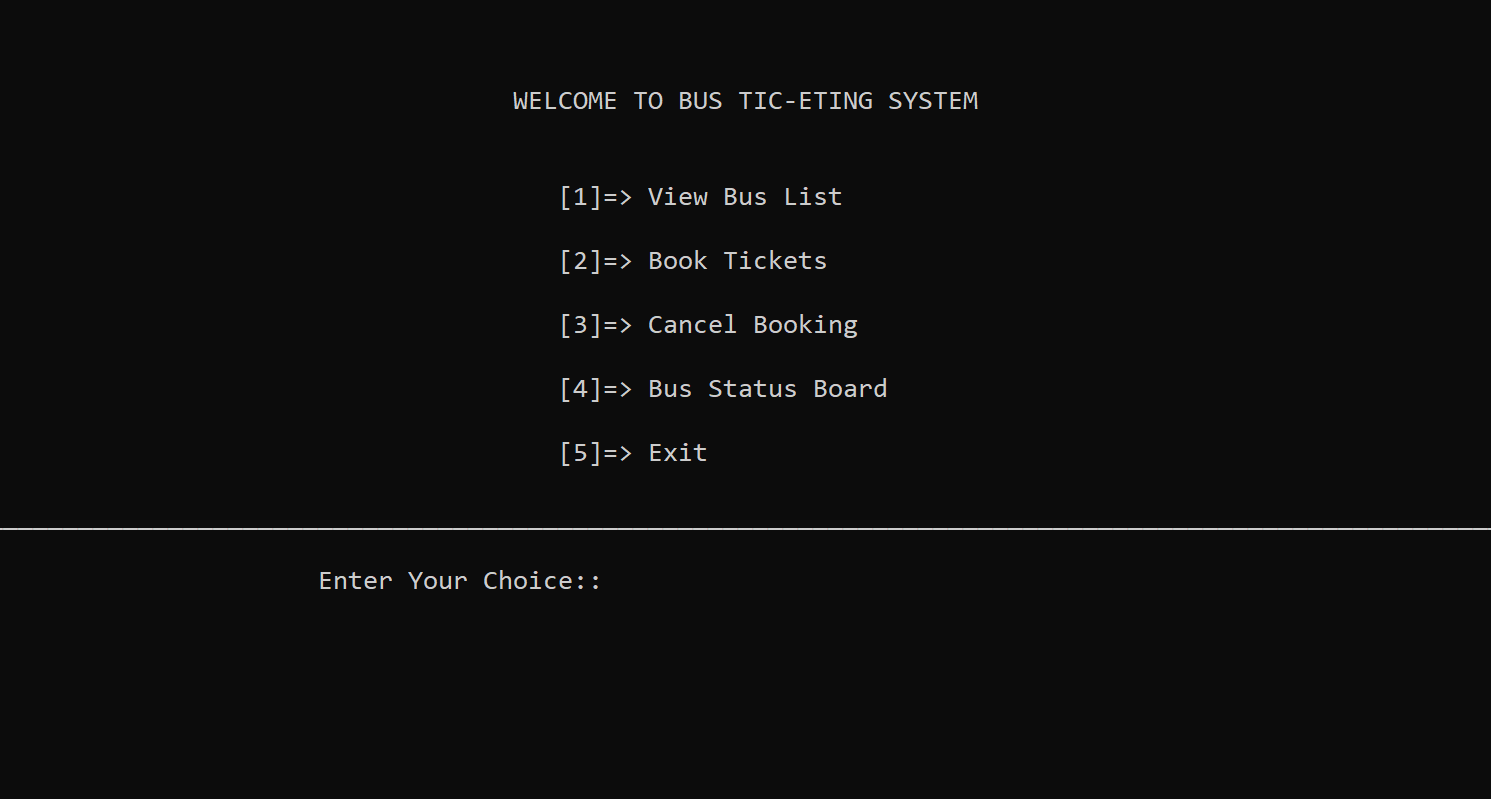 WELCOME TO BUS TIC-ETING SYSTEM
[1]=> View Bus List
[2]=> Book Tickets
[3]=> Cancel Booking
[4]=> Bus Status Board
[5]=> Exit
Enter Your Choice::